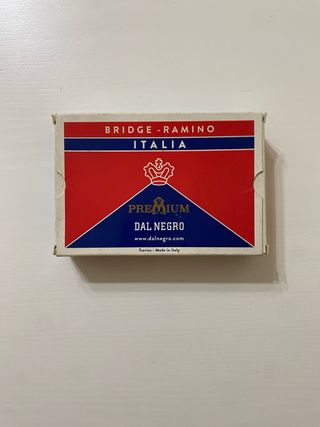 BRIDGE - RAMINO
ITALIA
PREMIUM
DAL NEGRO
www.dalnegro.com
Treviso - Made in Italy